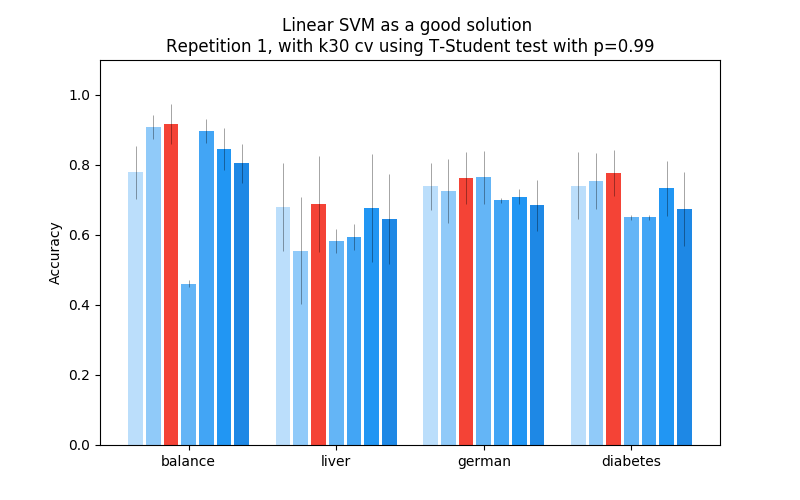 Linear SVM as a good solution
Repetition 1, with k30 cv using T-Student test with p=0.99
1.0
0.8
0.6
0.4
0.2
0.0
Accuracy
balance
liver
german
diabetes